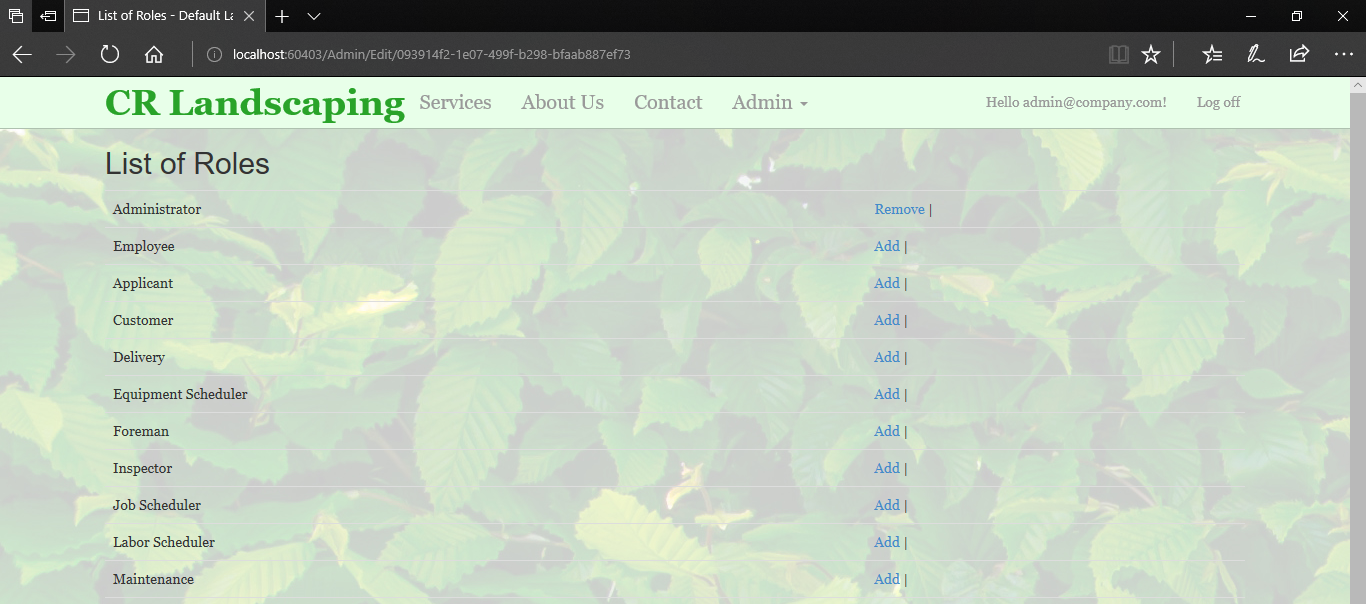 List of Roles - Default La
localhost:60403/Admin/Edit/093914f2-1e07-499f-b298-bfaab887ef73
CR Landscaping Services About Us Contact Admin Hello admin@company.com! Log off
List of Roles
Administrator Remove |
Employee Add |
Applicant Add |
Customer Add |
Delivery Add |
Equipment Scheduler Add |
Foreman Add |
Inspector Add |
Job Scheduler Add |
Labor Scheduler Add |
Maintenance Add |